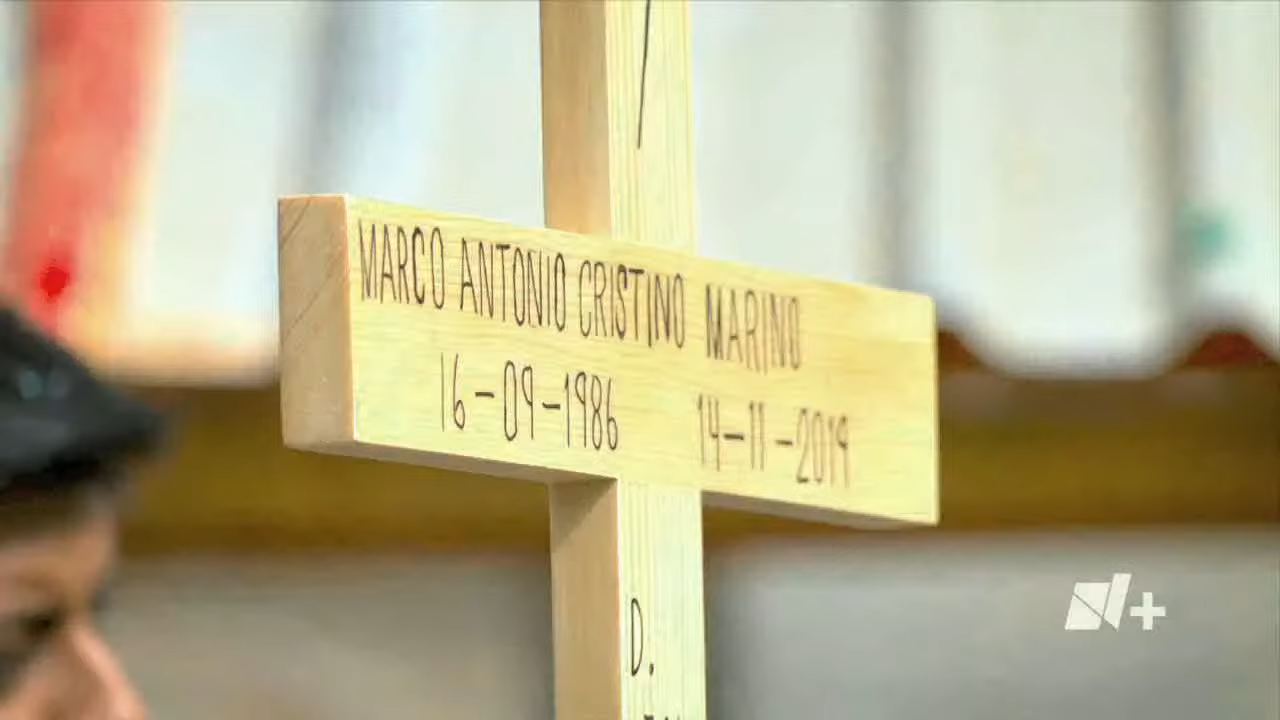 MARCO ANTONIO CRISTINO MARINO
16-09-1986 14-11-2019
D.
N+